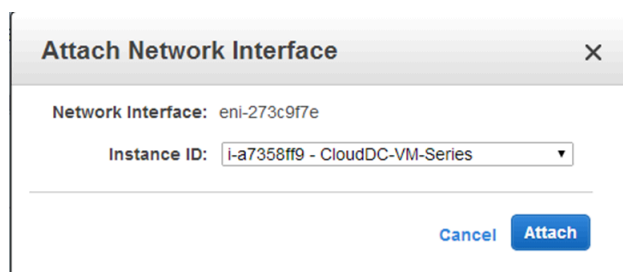 Attach Network Interface
Network Interface: eni-273c9f7e
Instance ID: i-a7358ff9 - CloudDC-VM-Series
Cancel Attach